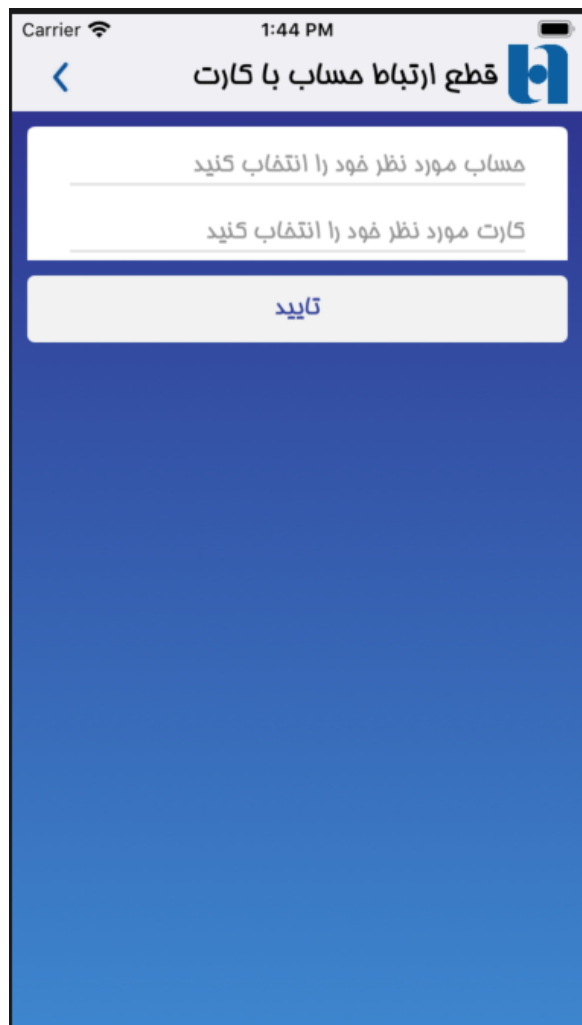 Carrier 1:44 PM
قطع ارتباط حساب با کارت
حساب مورد نظر خود را انتخاب کنید
کارت مورد نظر خود را انتخاب کنید
تایید